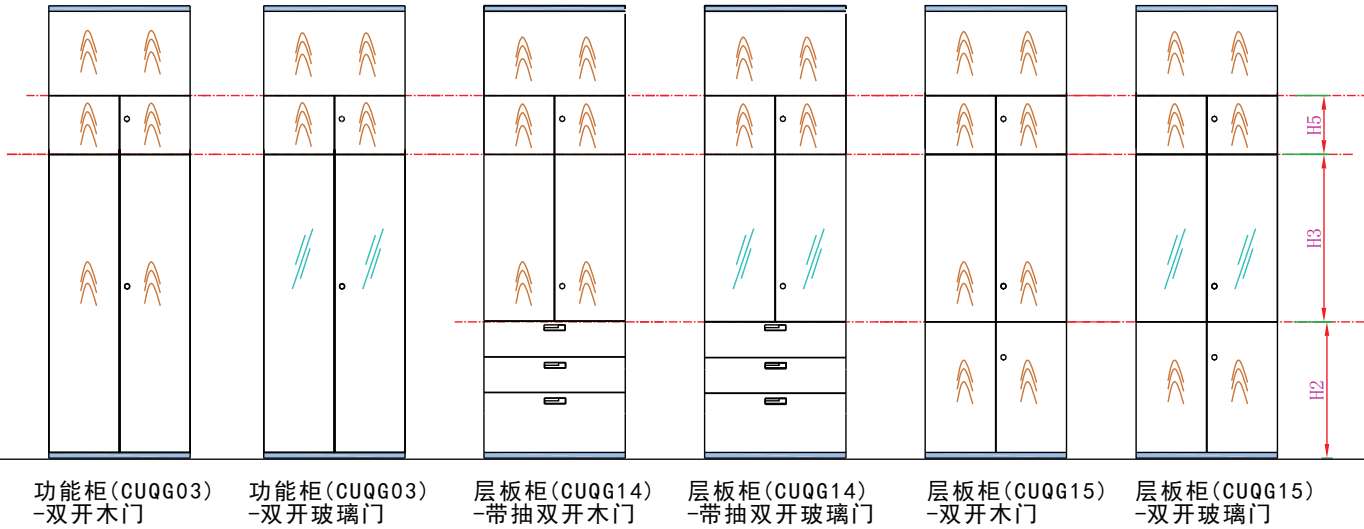 H5
H3
H2
功能柜(CUQG03)
-双开木门
功能柜(CUQG03)
-双开玻璃门
层板柜(CUQG14)
-带抽双开木门
层板柜(CUQG14)
-带抽双开玻璃门
层板柜(CUQG15)
-双开木门
层板柜(CUQG15)
-双开玻璃门